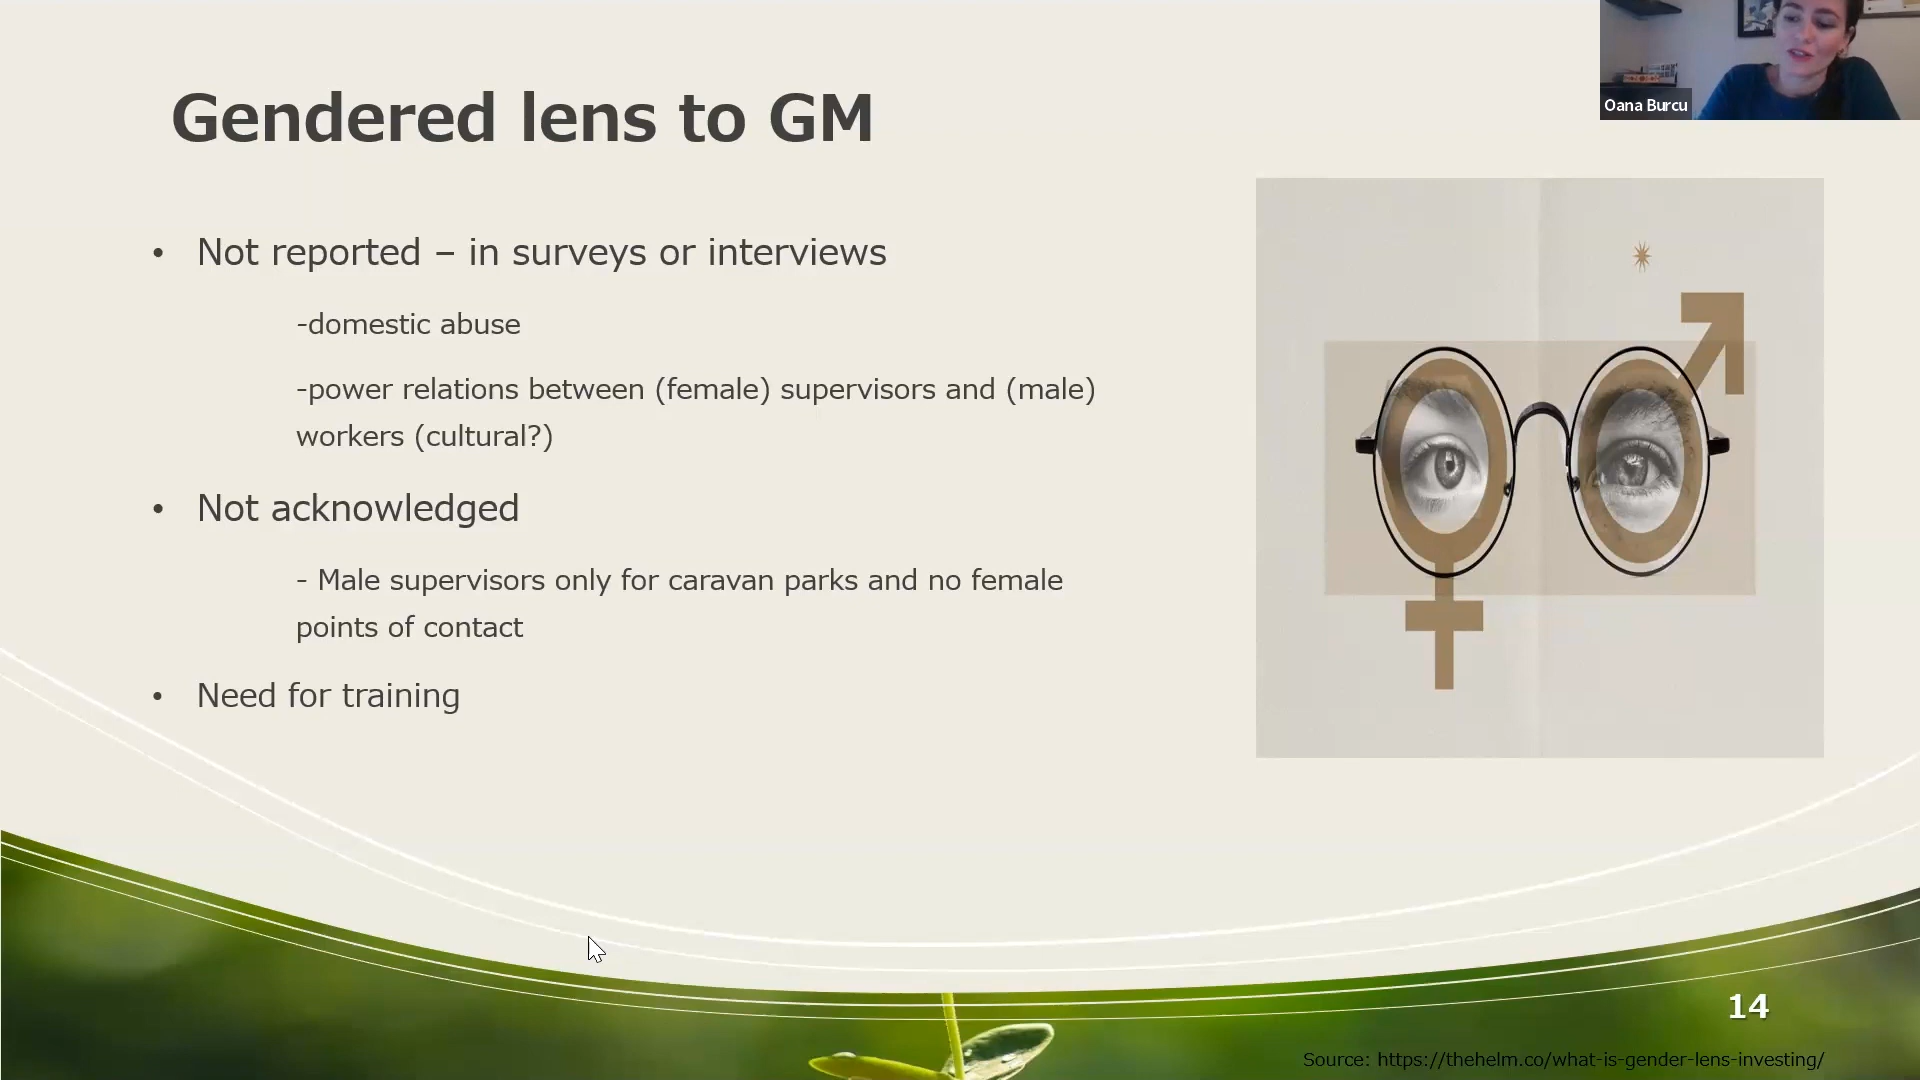 Oana Burcu
Gendered lens to GM
• Not reported – in surveys or interviews
-domestic abuse
-power relations between (female) supervisors and (male)
workers (cultural?)
• Not acknowledged
- Male supervisors only for caravan parks and no female
points of contact
• Need for training
14
Source: https://thehelm.co/what-is-gender-lens-investing/